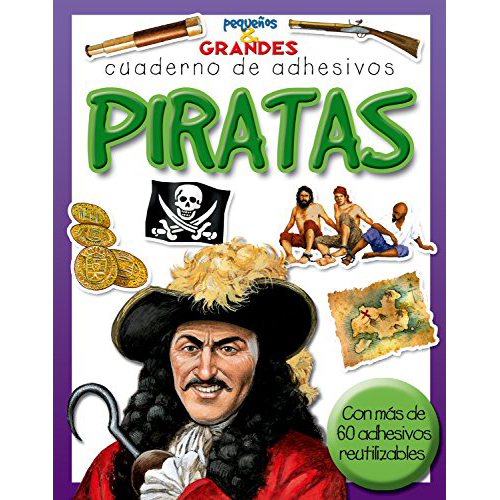 pequeños
& GRANDES
cuaderno de adhesivos
PIRATAS
Con más de
60 adhesivos
reutilizables